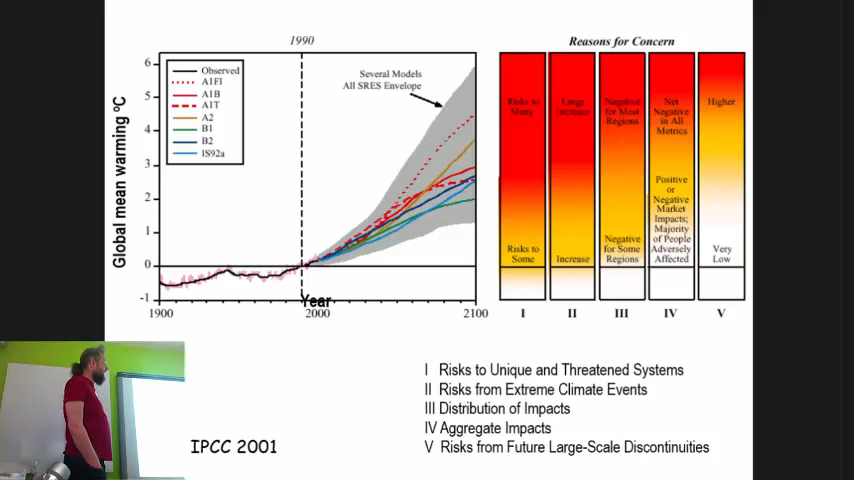 1990
Reasons for Concern
Global mean warming ºC
6
5
4
3
2
1
0
-1
Observed
A1FI
A1B
A1T
A2
B1
B2
IS92a
Several Models
All SRES Envelope
1900
2000
2100
Year
Risks to
Many
Risks to
Some
Large
Increase
Increase
Negative
for Most
Regions
Negative
for Some
Regions
Net
Negative
in All
Metrics
Positive
or
Negative
Market
Impacts;
Majority
of People
Adversely
Affected
Higher
Very
Low
I
II
III
IV
V
I Risks to Unique and Threatened Systems
II Risks from Extreme Climate Events
III Distribution of Impacts
IV Aggregate Impacts
V Risks from Future Large-Scale Discontinuities
IPCC 2001